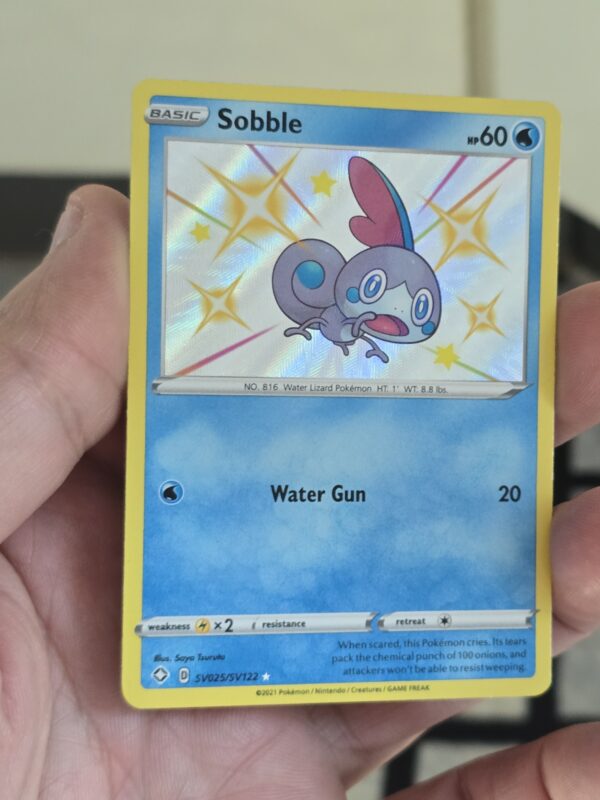 BASIC Sobble HP60
NO. 816 Water Lizard Pokémon HT: 1' WT: 8.8 lbs.
Water Gun 20
weakness ×2 resistance retreat
When scared, this Pokémon cries. Its tears
pack the chemical punch of 100 onions, and
attackers won't be able to resist weeping.
Illus. Saya Tsuruta
D SV025/SV122
©2021 Pokémon / Nintendo / Creatures / GAME FREAK